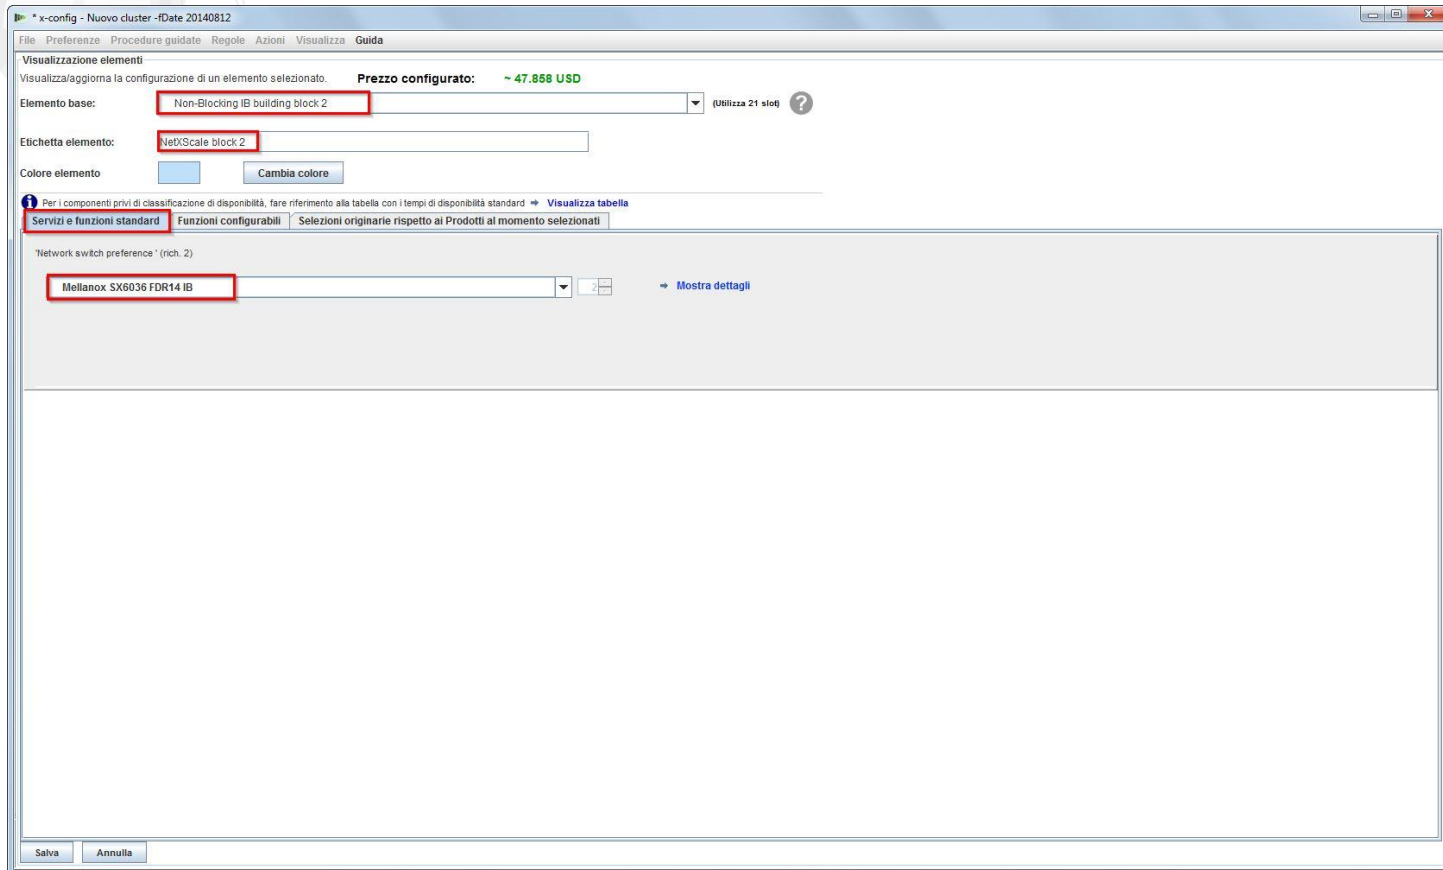 * x-config - Nuovo cluster -fDate 20140812
File Preferenze Procedure guidate Regole Azioni Visualizza Guida
Visualizzazione elementi
Visualizza/aggiorna la configurazione di un elemento selezionato. Prezzo configurato: ~ 47.858 USD
Elemento base: Non-Blocking IB building block 2 (Utilizza 21 slot) ?
Etichetta elemento: NetXScale block 2
Colore elemento Cambia colore
i Per i componenti privi di classificazione di disponibilità, fare riferimento alla tabella con i tempi di disponibilità standard ➔ Visualizza tabella
Servizi e funzioni standard Funzioni configurabili Selezioni originarie rispetto ai Prodotti al momento selezionati
'Network switch preference ' (rich. 2)
Mellanox SX6036 FDR14 IB 2 ➔ Mostra dettagli
Salva Annulla